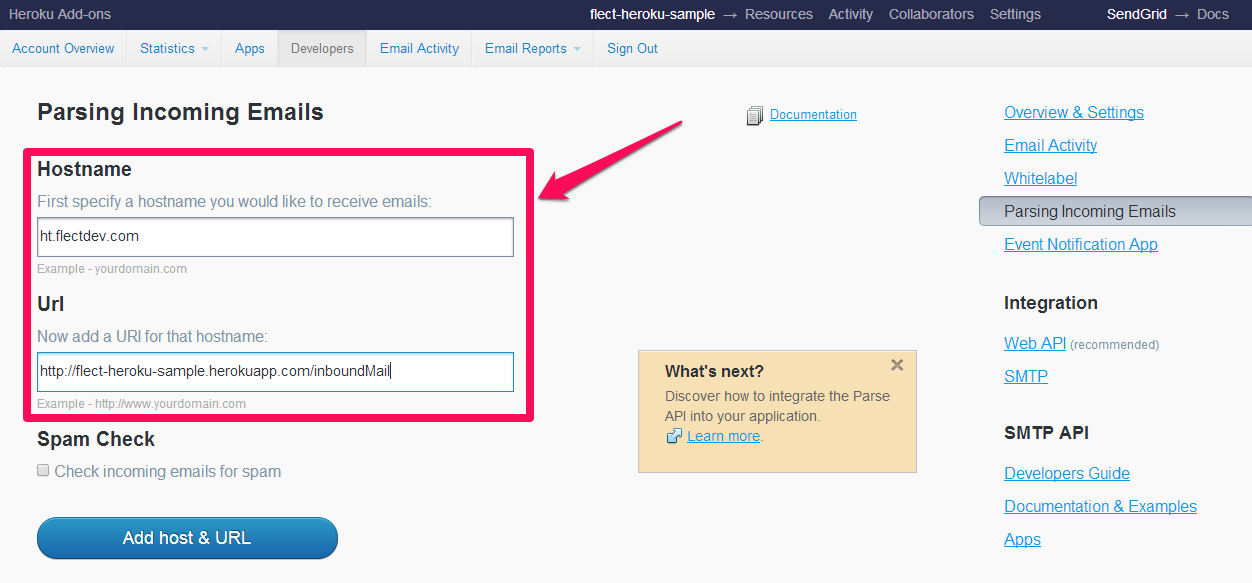 Heroku Add-ons
flect-heroku-sample → Resources Activity Collaborators Settings
SendGrid → Docs
Account Overview Statistics Apps Developers Email Activity Email Reports Sign Out
Parsing Incoming Emails
Documentation
Hostname
First specify a hostname you would like to receive emails:
ht.flectdev.com
Example - yourdomain.com
Url
Now add a URI for that hostname:
http://flect-heroku-sample.herokuapp.com/inboundMail
Example - http://www.yourdomain.com
Spam Check
Check incoming emails for spam
Add host & URL
What's next?
Discover how to integrate the Parse
API into your application.
Learn more.
Overview & Settings
Email Activity
Whitelabel
Parsing Incoming Emails
Event Notification App
Integration
Web API (recommended)
SMTP
SMTP API
Developers Guide
Documentation & Examples
Apps